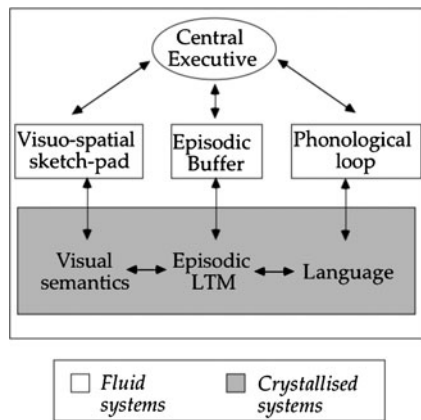 Central
Executive
Visuo-spatial
sketch-pad
Episodic
Buffer
Phonological
loop
Visual
semantics
Episodic
LTM
Language
Fluid
systems
Crystallised
systems